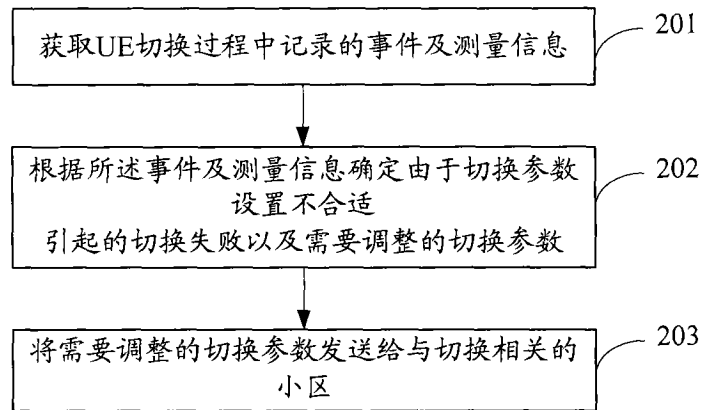 获取UE切换过程中记录的事件及测量信息
201
根据所述事件及测量信息确定由于切换参数
设置不合适
引起的切换失败以及需要调整的切换参数
202
将需要调整的切换参数发送给与切换相关的
小区
203